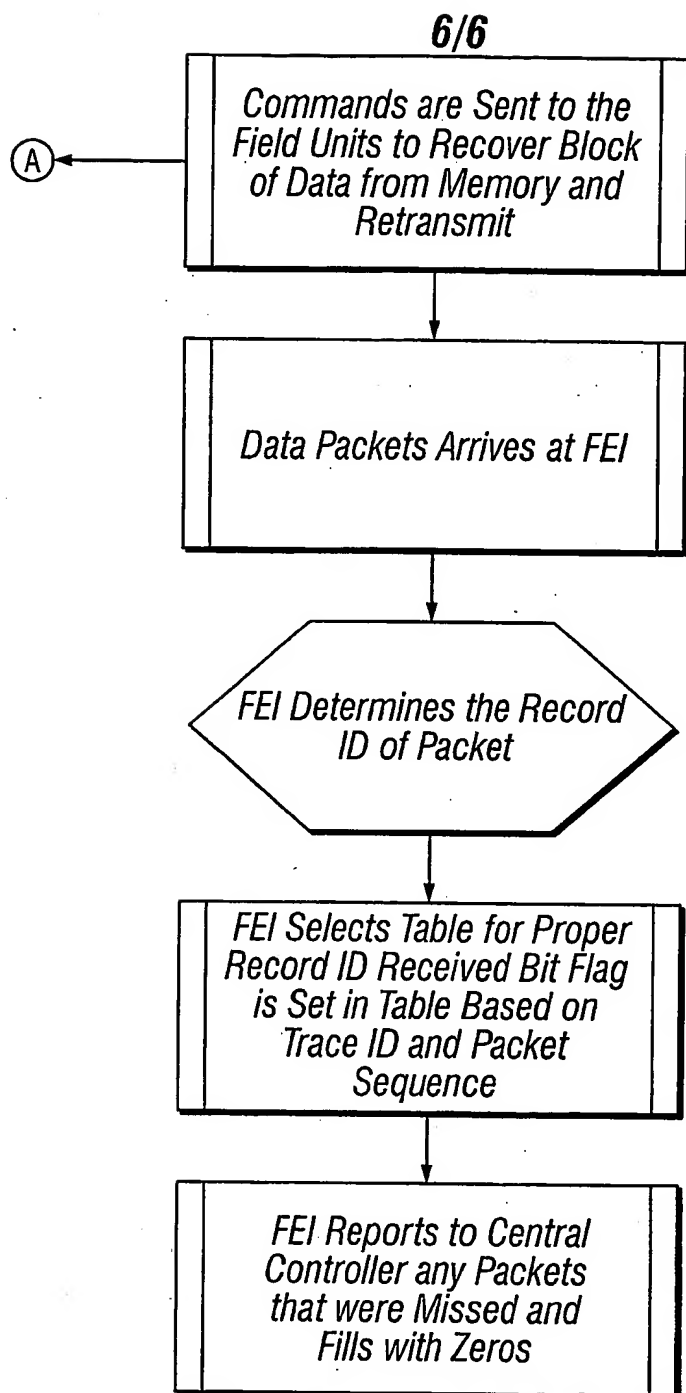 6/6
Commands are Sent to the
Field Units to Recover Block
of Data from Memory and
Retransmit
A
Data Packets Arrives at FEI
FEI Determines the Record
ID of Packet
FEI Selects Table for Proper
Record ID Received Bit Flag
is Set in Table Based on
Trace ID and Packet
Sequence
FEI Reports to Central
Controller any Packets
that were Missed and
Fills with Zeros